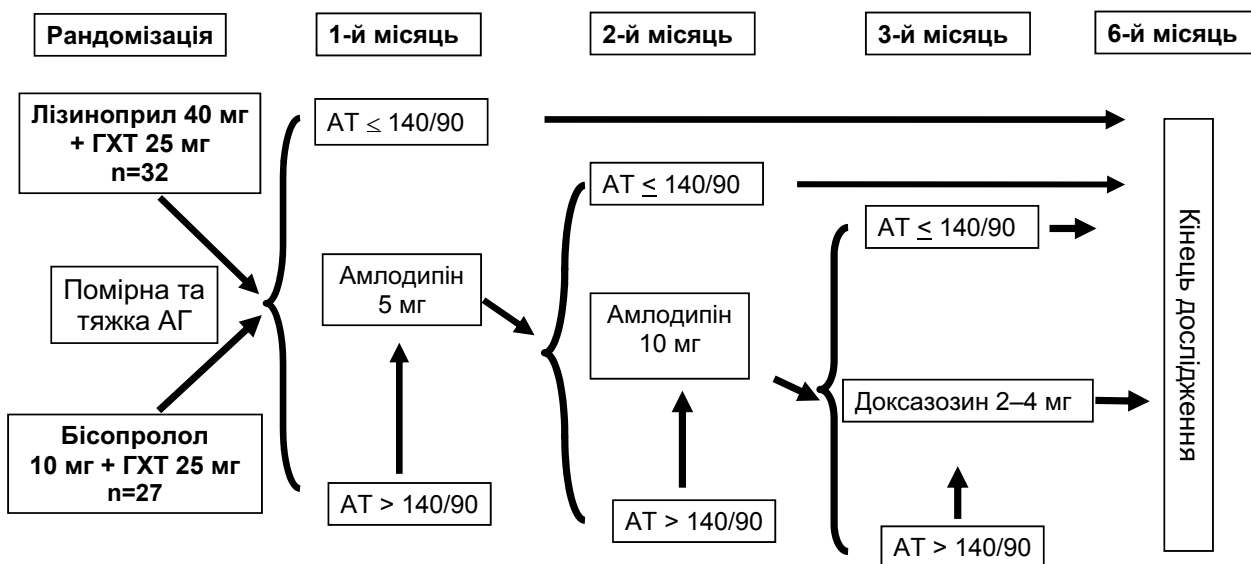 Рандомізація
1-й місяць
2-й місяць
3-й місяць
6-й місяць
Лізиноприл 40 мг
+ ГХТ 25 мг
n=32
Помірна та
тяжка АГ
Бісопролол
10 мг + ГХТ 25 мг
n=27
АТ ≤ 140/90
Амлодипін
5 мг
АТ > 140/90
АТ ≤ 140/90
Амлодипін
10 мг
АТ > 140/90
АТ ≤ 140/90
Доксазозин 2–4 мг
АТ > 140/90
Кінець дослідження